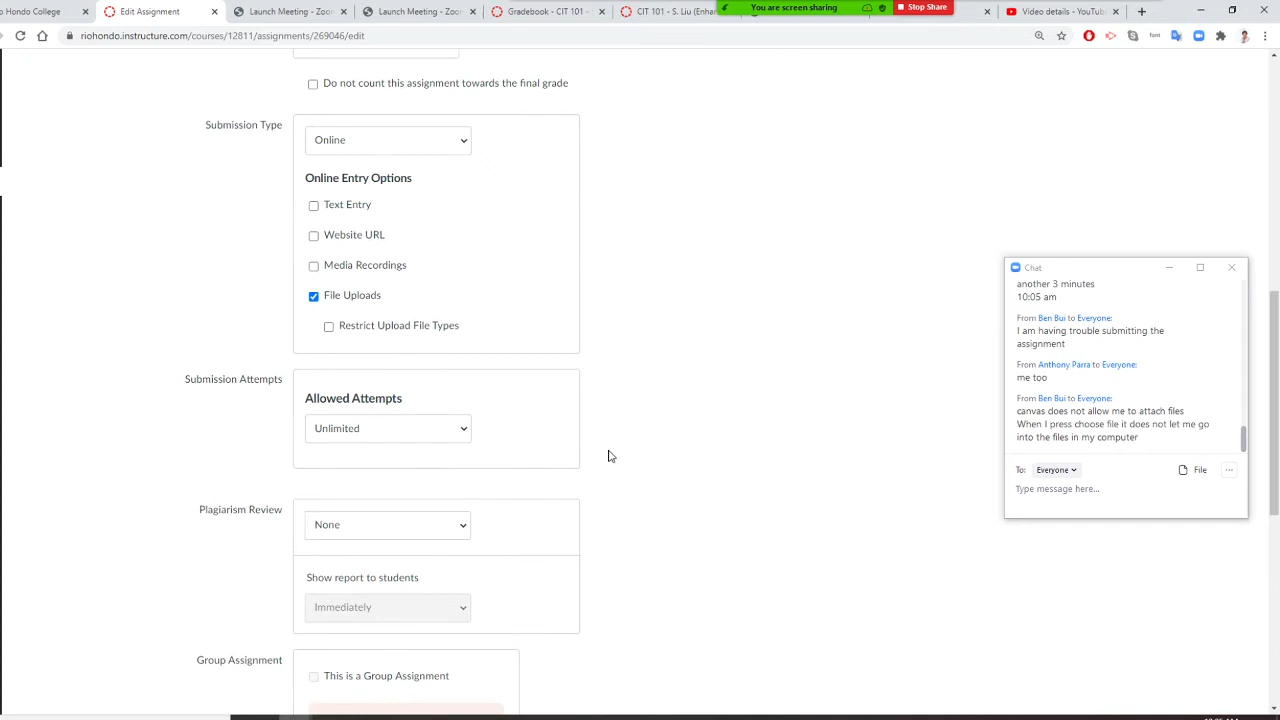 o Hondo College
Edit Assignment
Launch Meeting - Zoo
Launch Meeting - Zoo
Gradebook - CIT 101 -
CIT 101 - S. Liu (Enha
You are screen sharing
Stop Share
Video details - YouTub
riohondo.instructure.com/courses/12811/assignments/269046/edit
font
Do not count this assignment towards the final grade
Submission Type
Online
Online Entry Options
Text Entry
Website URL
Media Recordings
File Uploads
Restrict Upload File Types
Submission Attempts
Allowed Attempts
Unlimited
Plagiarism Review
None
Show report to students
Immediately
Group Assignment
This is a Group Assignment
Chat
another 3 minutes
10:05 am
From Ben Bui to Everyone:
I am having trouble submitting the
assignment
From Anthony Parra to Everyone:
me too
From Ben Bui to Everyone:
canvas does not allow me to attach files
When I press choose file it does not let me go
into the files in my computer
To: Everyone
File
Type message here...